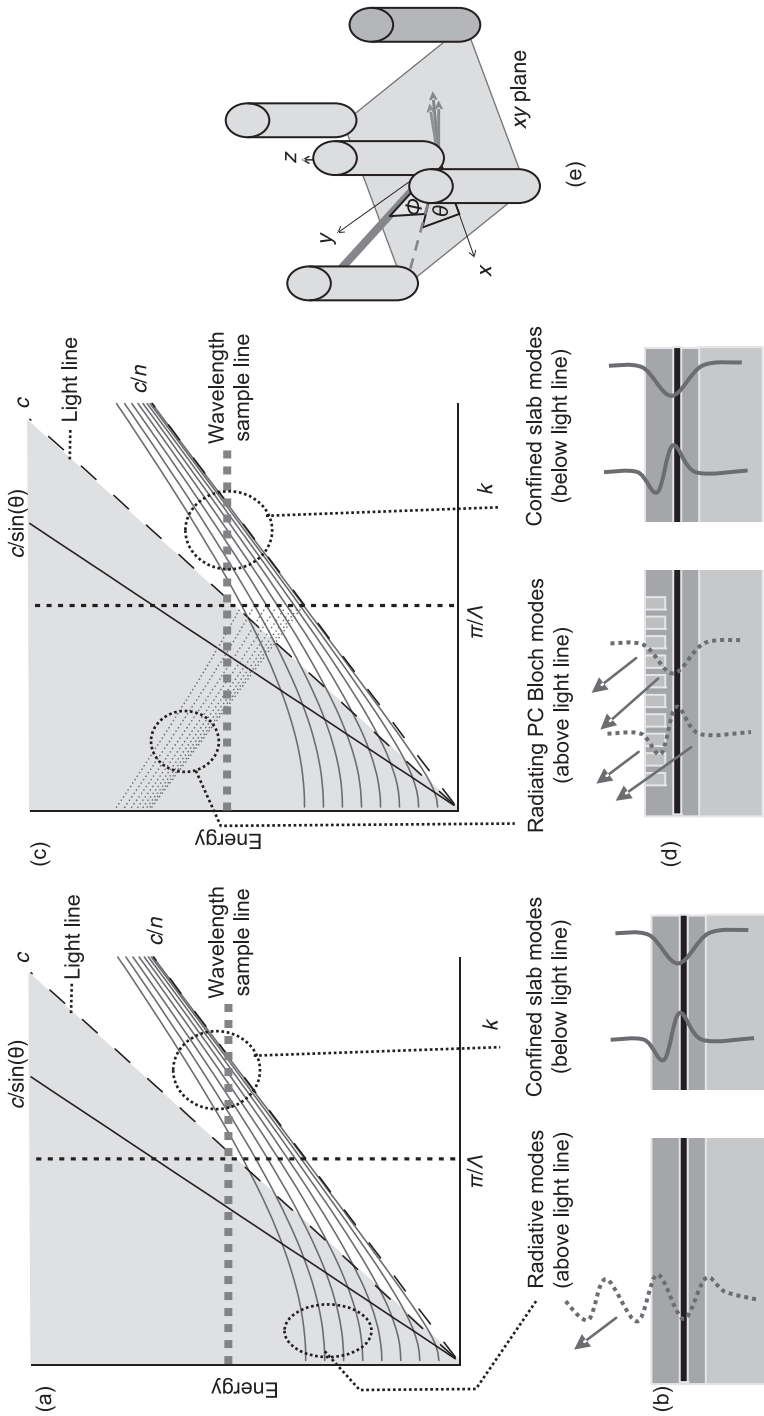 (a)
c/sin(θ)
c
Light line
c/n
Wavelength
sample line
Energy
π/Λ
k
(b)
Radiative modes
(above light line)
Confined slab modes
(below light line)
(c)
c/sin(θ)
c
Light line
c/n
Wavelength
sample line
Energy
π/Λ
k
(d)
Radiating PC Bloch modes
(above light line)
Confined slab modes
(below light line)
z
y
ϕ
θ
x
xy plane
(e)